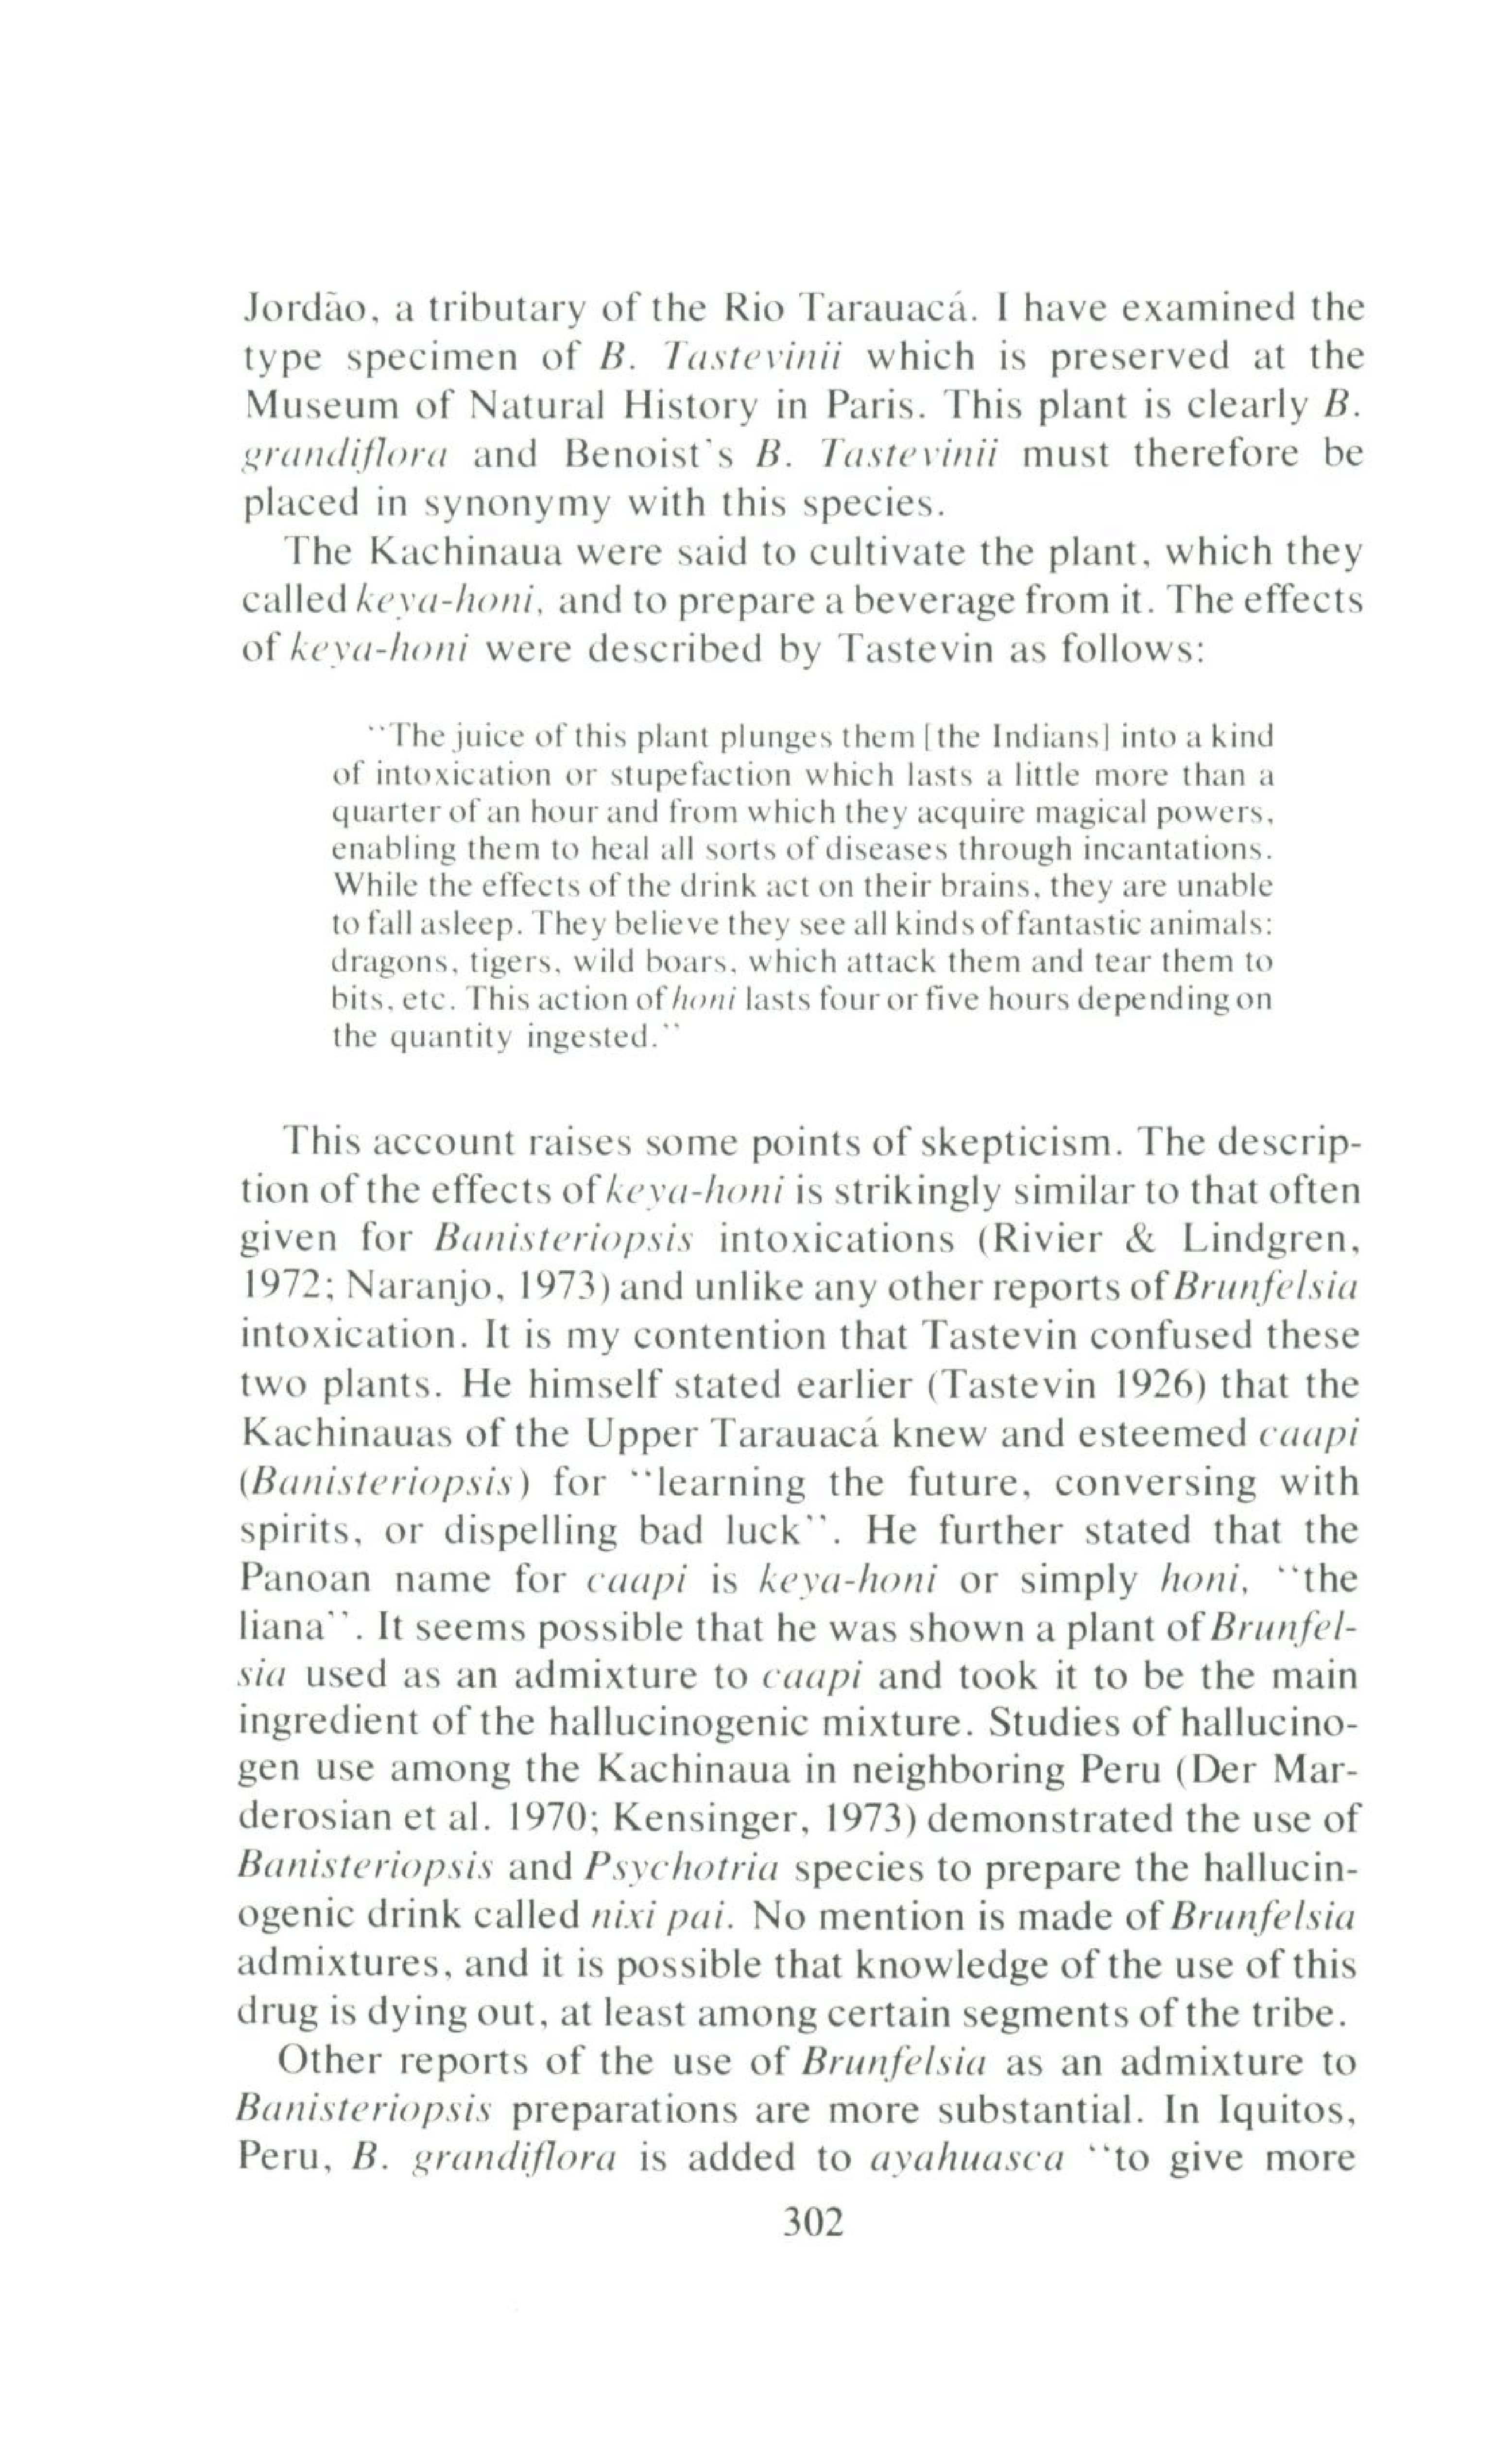 Jordão, a tributary of the Rio Tarauacá. I have examined the
type specimen of B. Tastevinii which is preserved at the
Museum of Natural History in Paris. This plant is clearly B.
grandiflora and Benoist's B. Tastevinii must therefore be
placed in synonymy with this species.
The Kachinaua were said to cultivate the plant, which they
called keya-honi, and to prepare a beverage from it. The effects
of keya-honi were described by Tastevin as follows:
“The juice of this plant plunges them [the Indians] into a kind
of intoxication or stupefaction which lasts a little more than a
quarter of an hour and from which they acquire magical powers,
enabling them to heal all sorts of diseases through incantations.
While the effects of the drink act on their brains, they are unable
to fall asleep. They believe they see all kinds of fantastic animals:
dragons, tigers, wild boars, which attack them and tear them to
bits, etc. This action of honi lasts four or five hours depending on
the quantity ingested.”
This account raises some points of skepticism. The descrip-
tion of the effects of keya-honi is strikingly similar to that often
given for Banisteriopsis intoxications (Rivier & Lindgren,
1972; Naranjo, 1973) and unlike any other reports of Brunfelsia
intoxication. It is my contention that Tastevin confused these
two plants. He himself stated earlier (Tastevin 1926) that the
Kachinauas of the Upper Tarauacá knew and esteemed caapi
(Banisteriopsis) for “learning the future, conversing with
spirits, or dispelling bad luck”. He further stated that the
Panoan name for caapi is keya-honi or simply honi, “the
liana”. It seems possible that he was shown a plant of Brunfel-
sia used as an admixture to caapi and took it to be the main
ingredient of the hallucinogenic mixture. Studies of hallucino-
gen use among the Kachinaua in neighboring Peru (Der Mar-
derosian et al. 1970; Kensinger, 1973) demonstrated the use of
Banisteriopsis and Psychotria species to prepare the hallucin-
ogenic drink called nixi pai. No mention is made of Brunfelsia
admixtures, and it is possible that knowledge of the use of this
drug is dying out, at least among certain segments of the tribe.
Other reports of the use of Brunfelsia as an admixture to
Banisteriopsis preparations are more substantial. In Iquitos,
Peru, B. grandiflora is added to ayahuasca “to give more
302